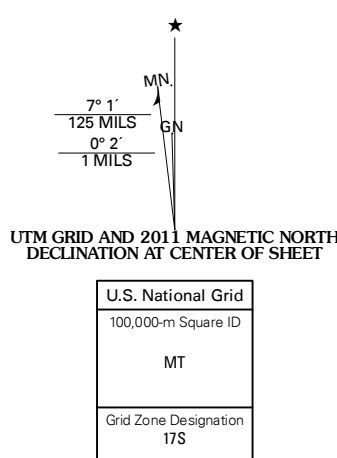 MN.
7° 1´
125 MILS
GN
0° 2´
1 MILS
UTM GRID AND 2011 MAGNETIC NORTH
DECLINATION AT CENTER OF SHEET
U.S. National Grid
100,000-m Square ID
MT
Grid Zone Designation
17S